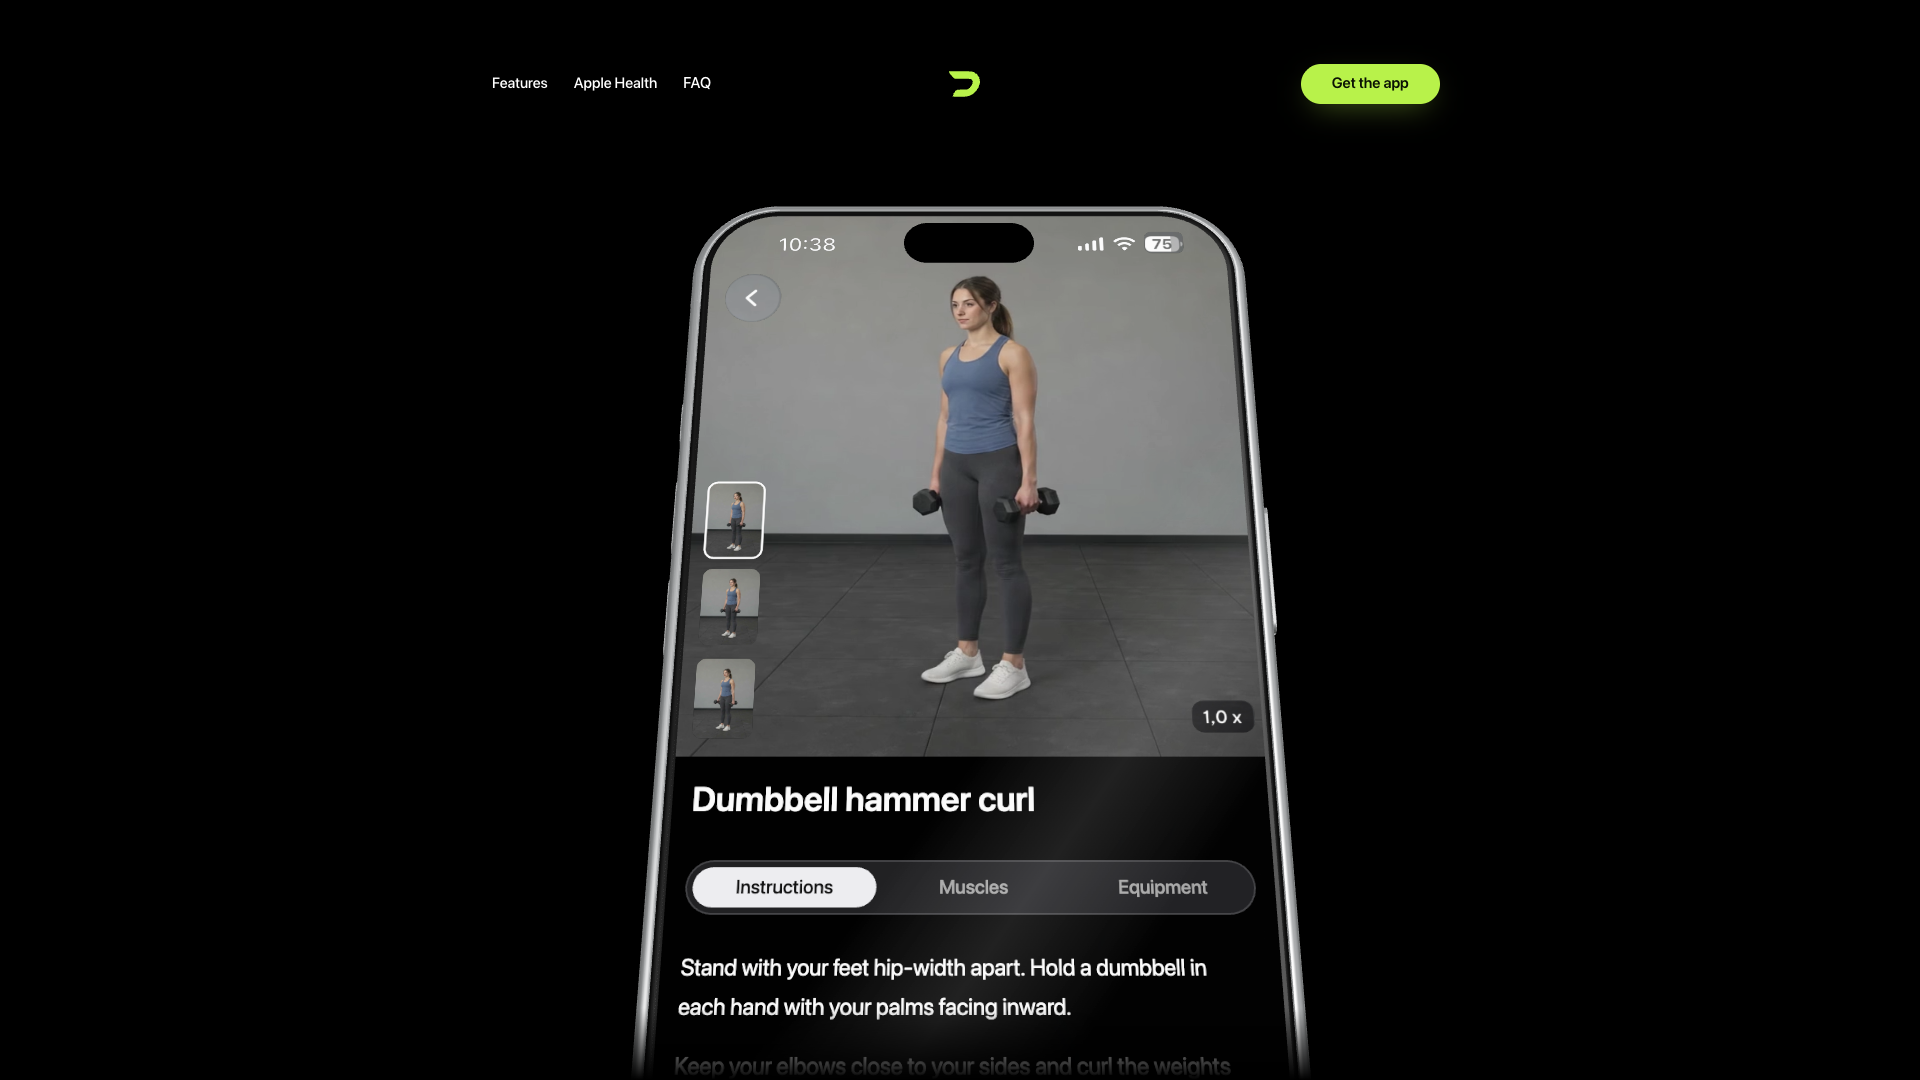 Features Apple Health FAQ Get the app
10:38 75
1,0 x
Dumbbell hammer curl
Instructions Muscles Equipment
Stand with your feet hip-width apart. Hold a dumbbell in
each hand with your palms facing inward.
Keep your elbows close to your sides and curl the weights